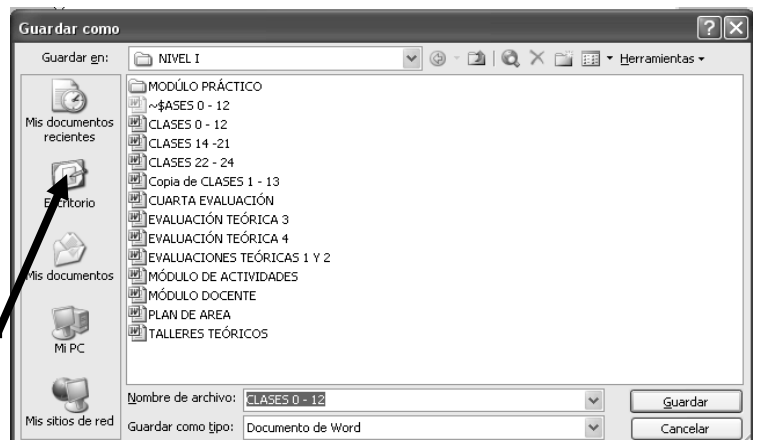 Guardar como
Guardar en: NIVEL I Herramientas
MODÚLO PRÁCTICO
~$ASES 0 - 12
CLASES 0 - 12
CLASES 14 -21
CLASES 22 - 24
Copia de CLASES 1 - 13
CUARTA EVALUACIÓN
EVALUACIÓN TEÓRICA 3
EVALUACIÓN TEÓRICA 4
EVALUACIONES TEÓRICAS 1 Y 2
MÓDULO DE ACTIVIDADES
MÓDULO DOCENTE
PLAN DE AREA
TALLERES TEÓRICOS
Mis documentos
recientes
Escritorio
Mis documentos
Mi PC
Mis sitios de red
Nombre de archivo: CLASES 0 - 12 Guardar
Guardar como tipo: Documento de Word Cancelar